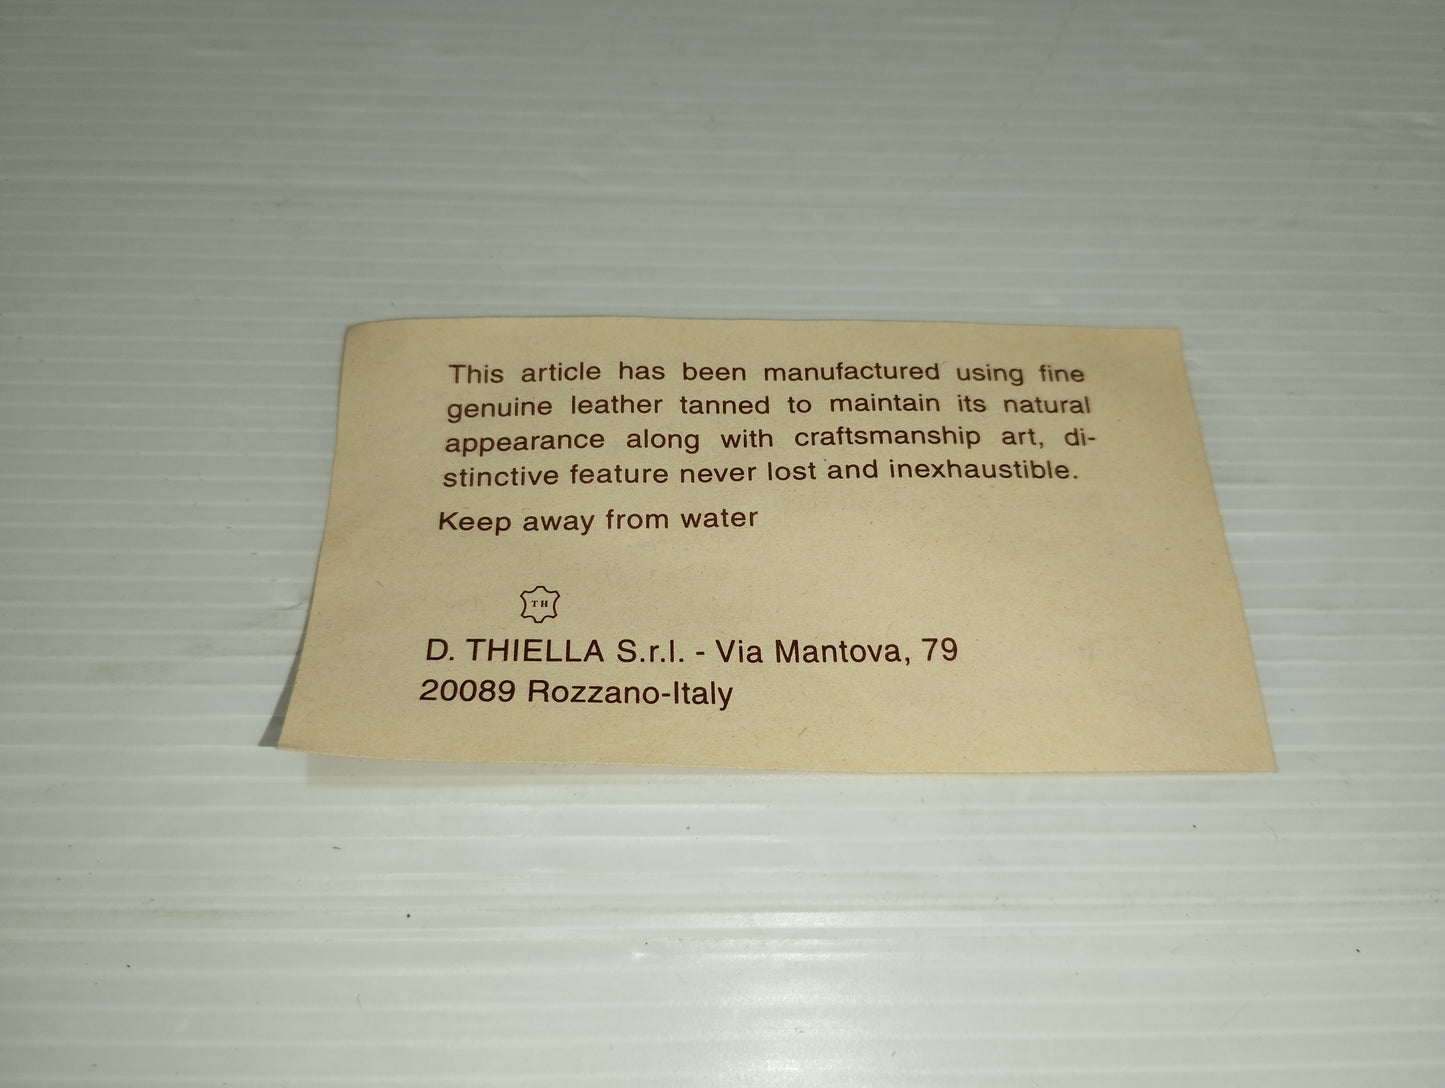 This article has been manufactured using fine
genuine leather tanned to maintain its natural
appearance along with craftsmanship art, di-
stinctive feature never lost and inexhaustible.
Keep away from water
TH
D. THIELLA S.r.l. - Via Mantova, 79
20089 Rozzano-Italy